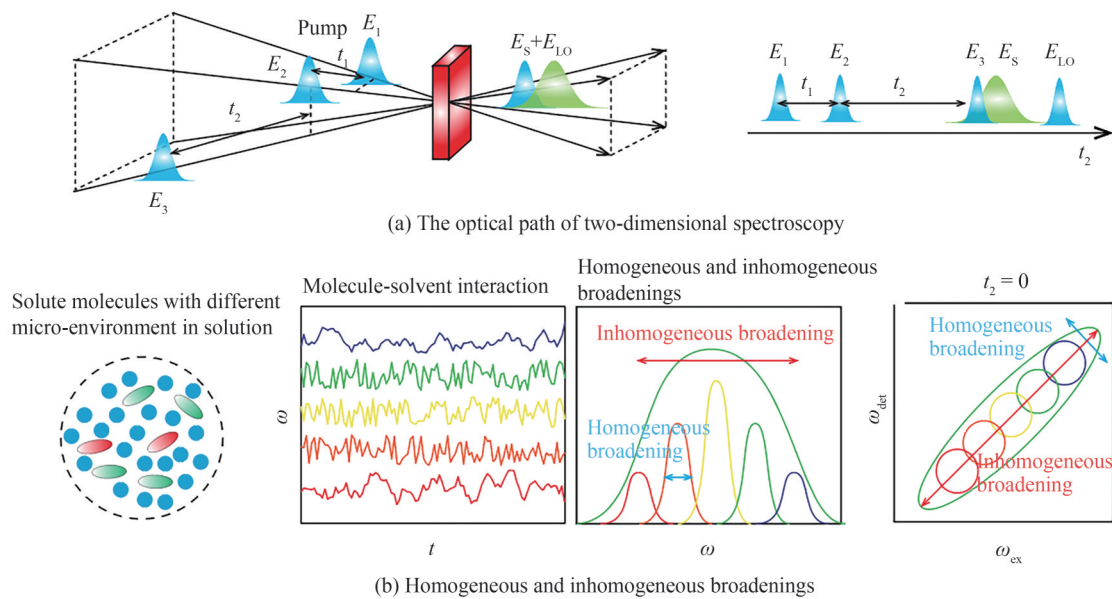 Pump
E1
t1
E2
t2
E3
ES+ELO
E1
E2
E3
ES
ELO
t1
t2
t2
(a) The optical path of two-dimensional spectroscopy
Solute molecules with different
micro-environment in solution
Molecule-solvent interaction
ω
t
Homogeneous and inhomogeneous
broadenings
Inhomogeneous broadening
Homogeneous
broadening
ω
t2 = 0
Homogeneous
broadening
ωdet
Inhomogeneous
broadening
ωex
(b) Homogeneous and inhomogeneous broadenings